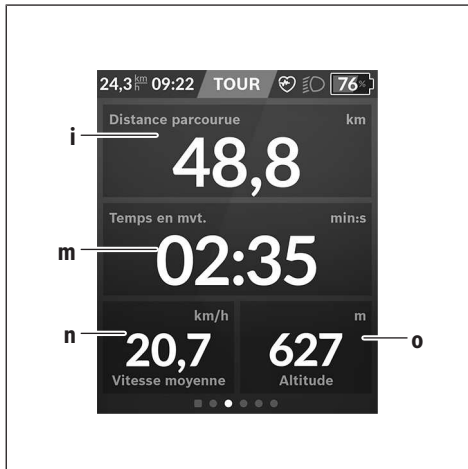 24,3 km/h 09:22 TOUR 76%
Distance parcourue km
i
48,8
Temps en mvt. min:s
m
02:35
km/h m
n
o
20,7 627
Vitesse moyenne Altitude